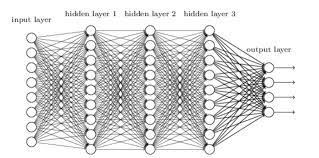 hidden layer 1 hidden layer 2 hidden layer 3
input layer
output layer